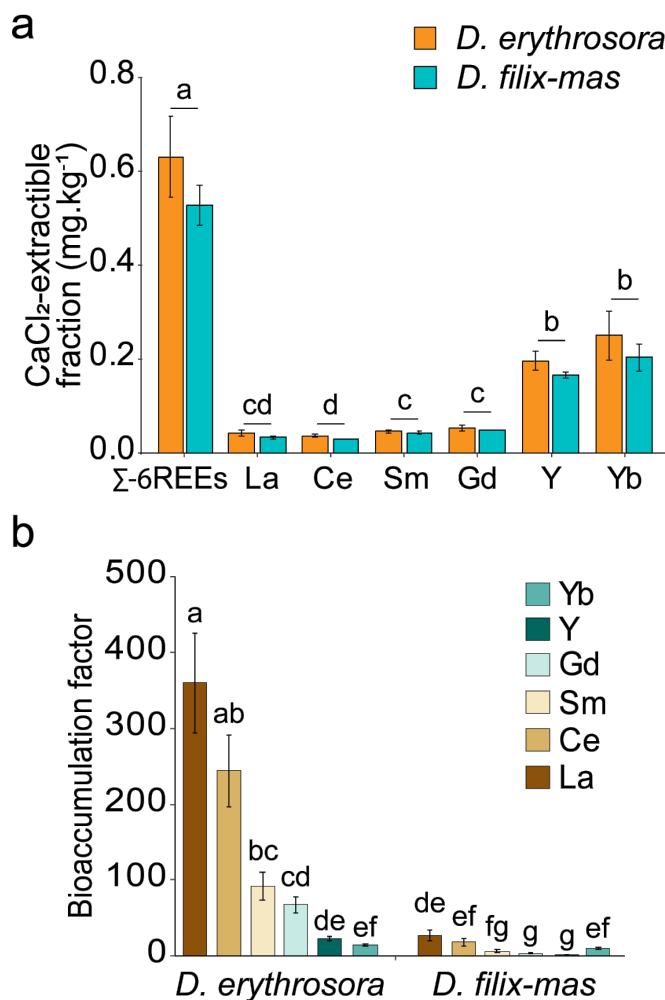 a
D. erythrosora
D. filix-mas
CaCl₂-extractible
fraction (mg.kg⁻¹)
0.8
0.6
0.4
0.2
0.0
a
cd
d
c
c
b
b
∑-6REEs La Ce Sm Gd Y Yb
b
Bioaccumulation factor
500
400
300
200
100
0
Yb
Y
Gd
Sm
Ce
La
a
ab
bc
cd
de
ef
de
ef
fg
g
g
ef
D. erythrosora D. filix-mas